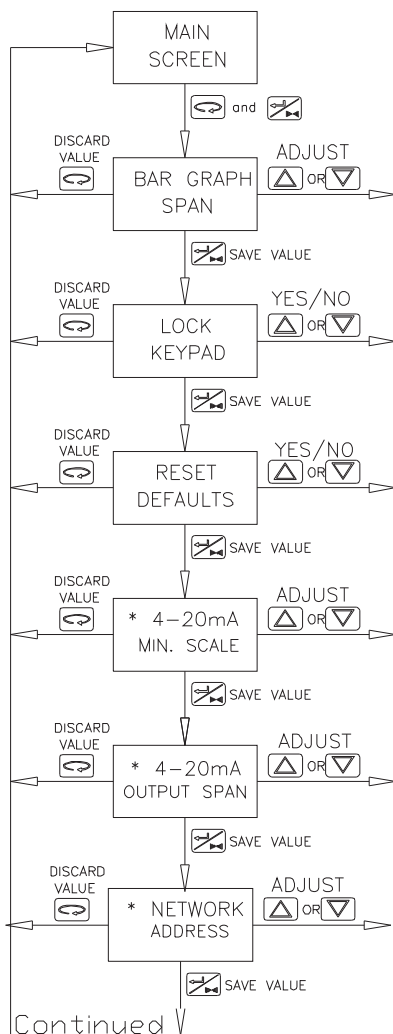 MAIN
SCREEN
and
DISCARD
VALUE
BAR GRAPH
SPAN
ADJUST
OR
SAVE VALUE
DISCARD
VALUE
LOCK
KEYPAD
YES/NO
OR
SAVE VALUE
DISCARD
VALUE
RESET
DEFAULTS
YES/NO
OR
SAVE VALUE
DISCARD
VALUE
* 4-20mA
MIN. SCALE
ADJUST
OR
SAVE VALUE
DISCARD
VALUE
* 4-20mA
OUTPUT SPAN
ADJUST
OR
SAVE VALUE
DISCARD
VALUE
* NETWORK
ADDRESS
ADJUST
OR
SAVE VALUE
Continued